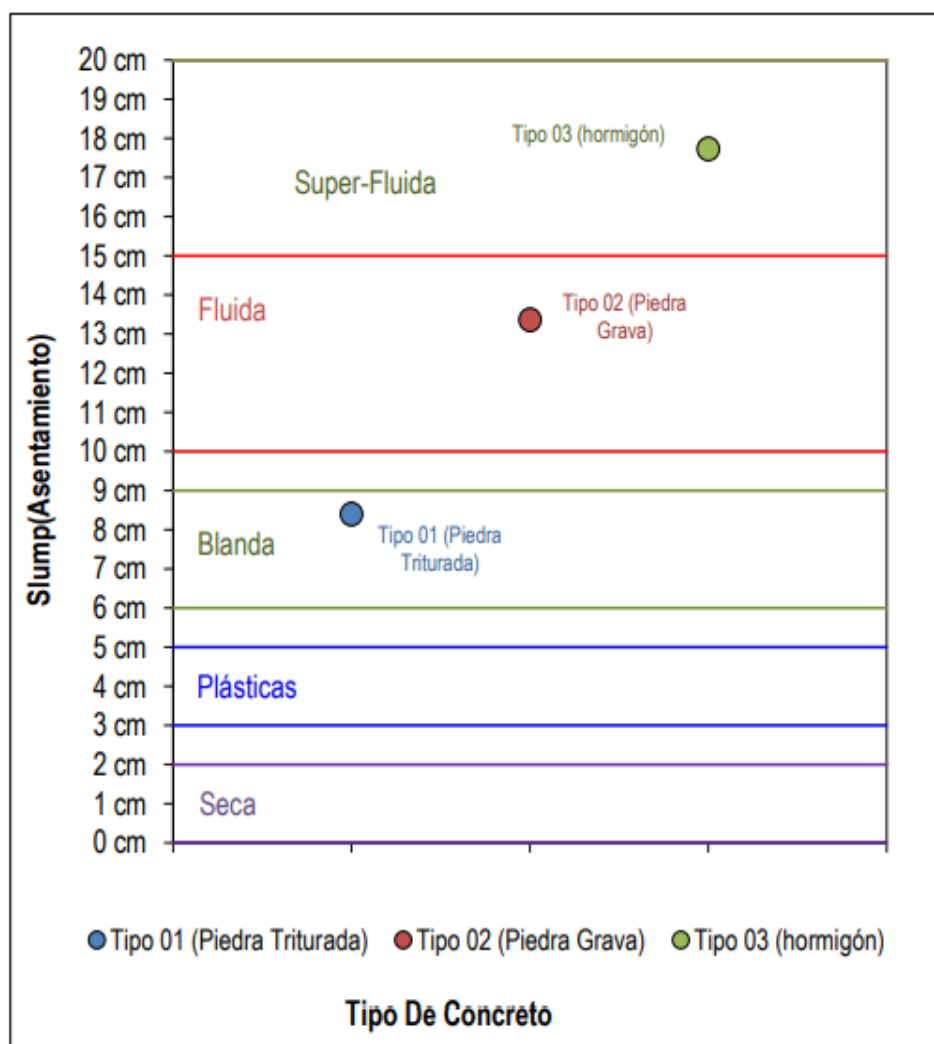 20 cm
19 cm
18 cm
17 cm
16 cm
15 cm
14 cm
13 cm
12 cm
11 cm
10 cm
9 cm
8 cm
7 cm
6 cm
5 cm
4 cm
3 cm
2 cm
1 cm
0 cm
Slump(Asentamiento)
Tipo 03 (hormigón)
Super-Fluida
Fluida
Tipo 02 (Piedra
Grava)
Blanda
Tipo 01 (Piedra
Triturada)
Plásticas
Seca
Tipo 01 (Piedra Triturada) Tipo 02 (Piedra Grava) Tipo 03 (hormigón)
Tipo De Concreto